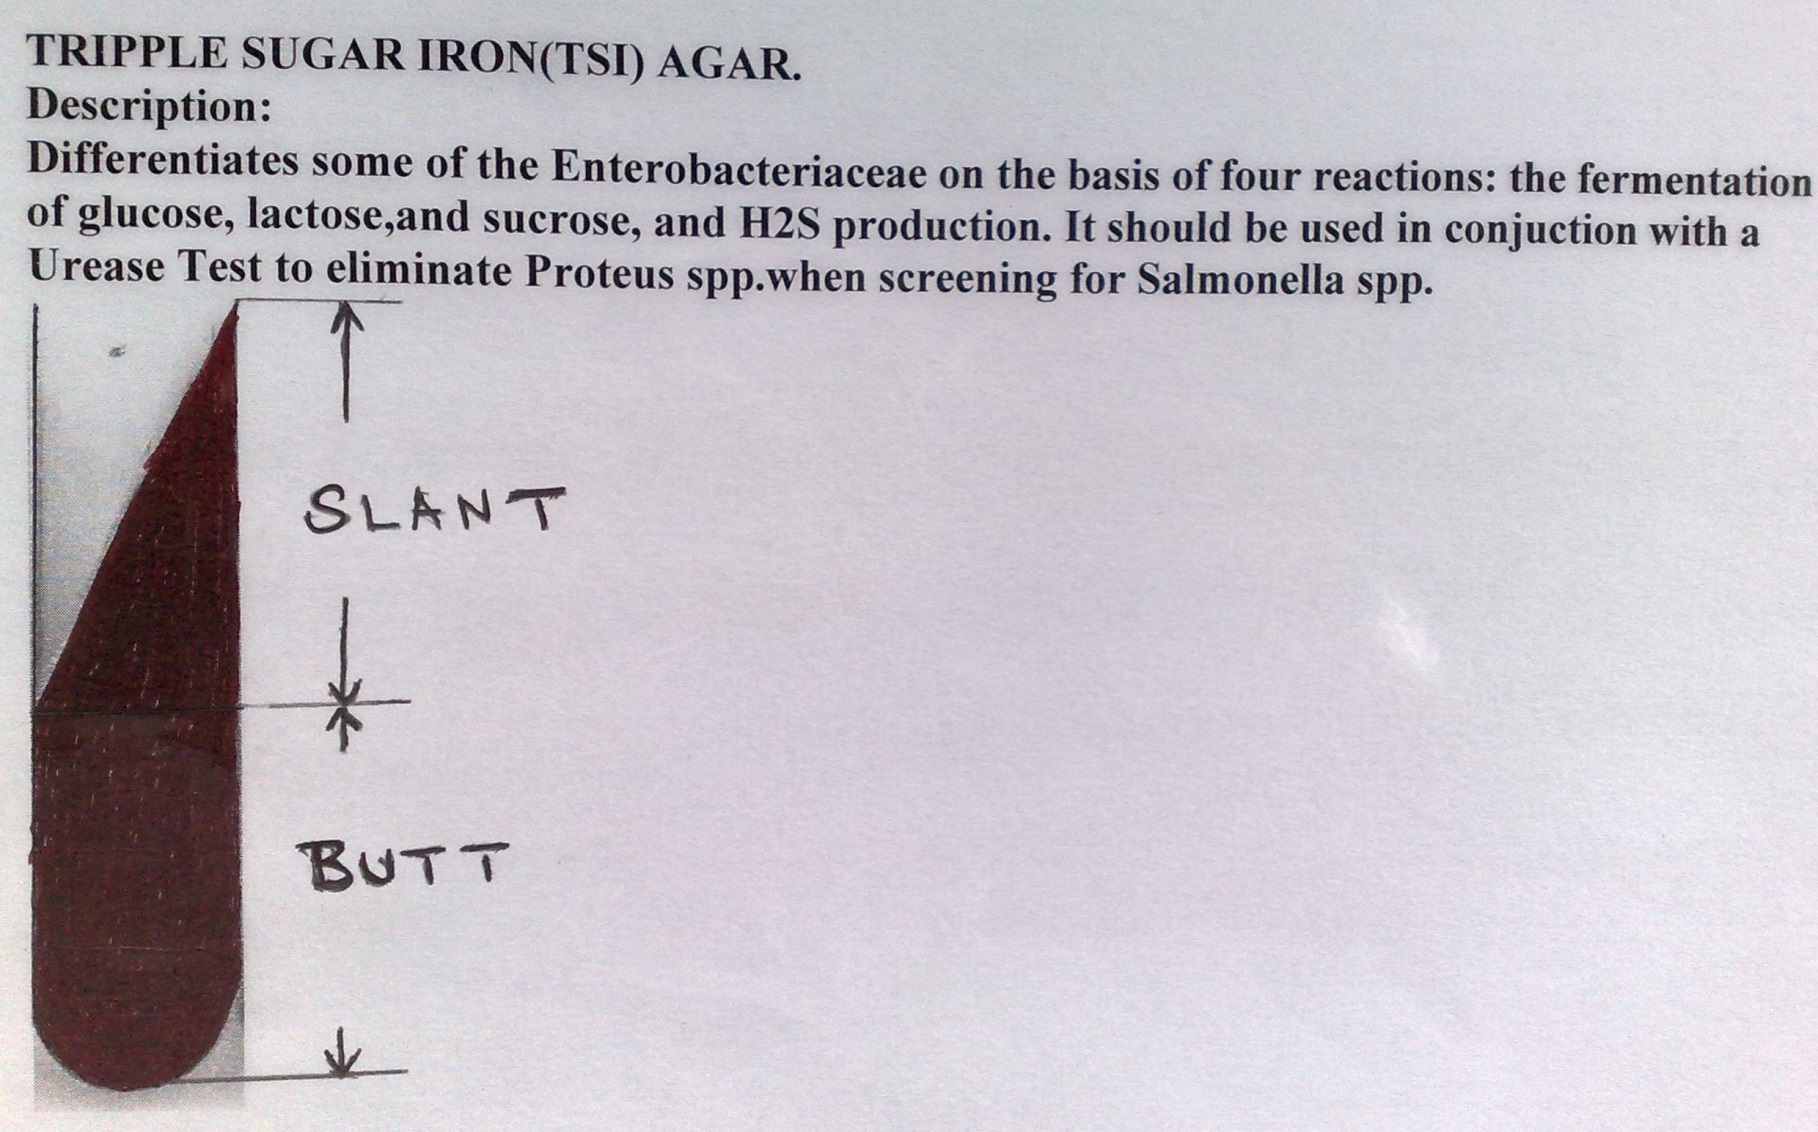 TRIPPLE SUGAR IRON(TSI) AGAR.
Description:
Differentiates some of the Enterobacteriaceae on the basis of four reactions: the fermentation
of glucose, lactose,and sucrose, and H2S production. It should be used in conjuction with a
Urease Test to eliminate Proteus spp.when screening for Salmonella spp.
SLANT
BUTT